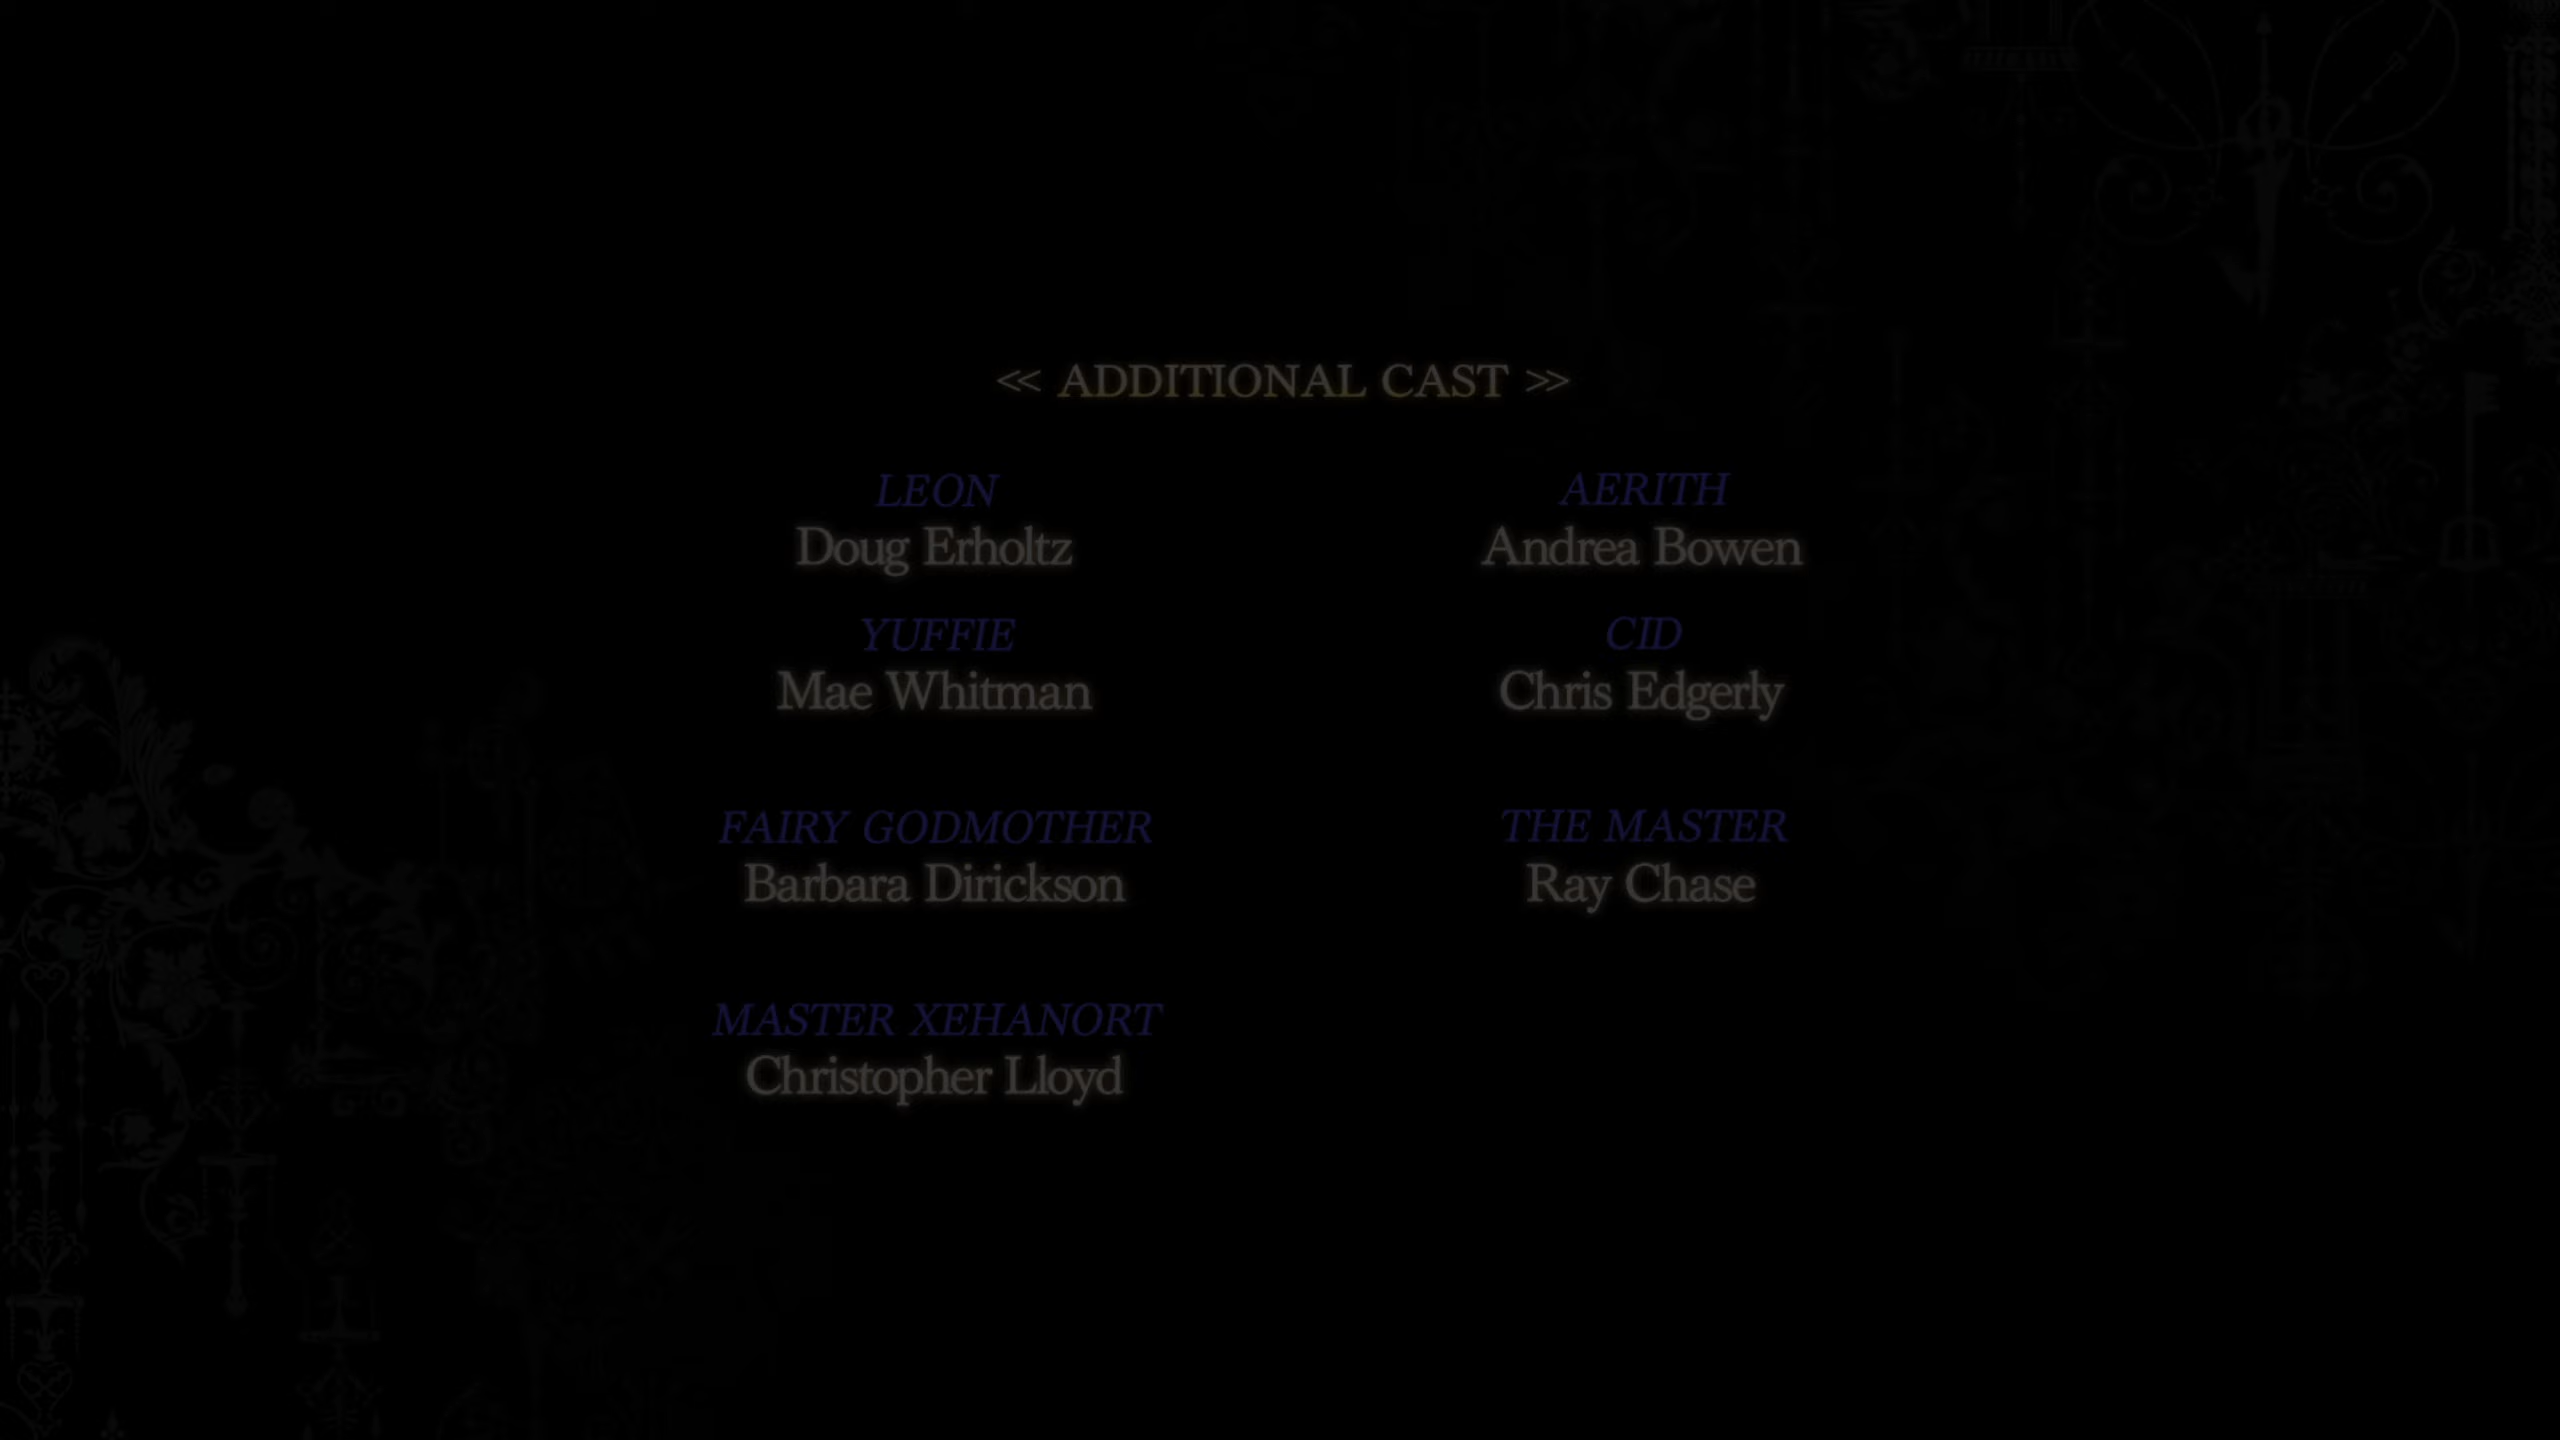 << ADDITIONAL CAST >>
LEON
Doug Erholtz
AERITH
Andrea Bowen
YUFFIE
Mae Whitman
CID
Chris Edgerly
FAIRY GODMOTHER
Barbara Dirickson
THE MASTER
Ray Chase
MASTER XEHANORT
Christopher Lloyd